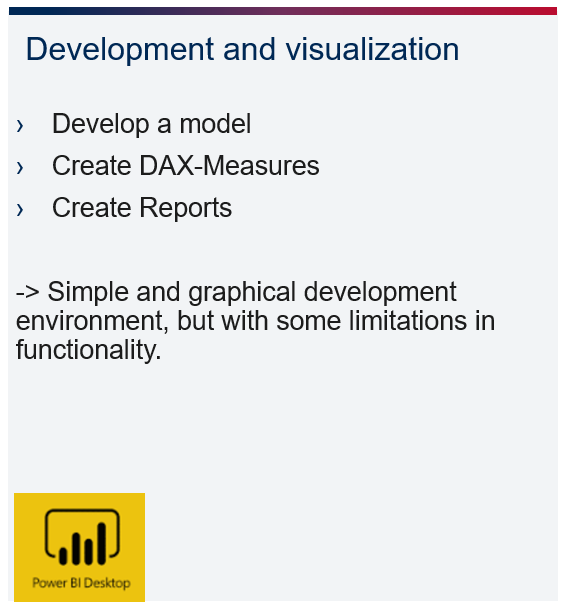 Development and visualization
› Develop a model
› Create DAX-Measures
› Create Reports
-> Simple and graphical development
environment, but with some limitations in
functionality.
Power BI Desktop